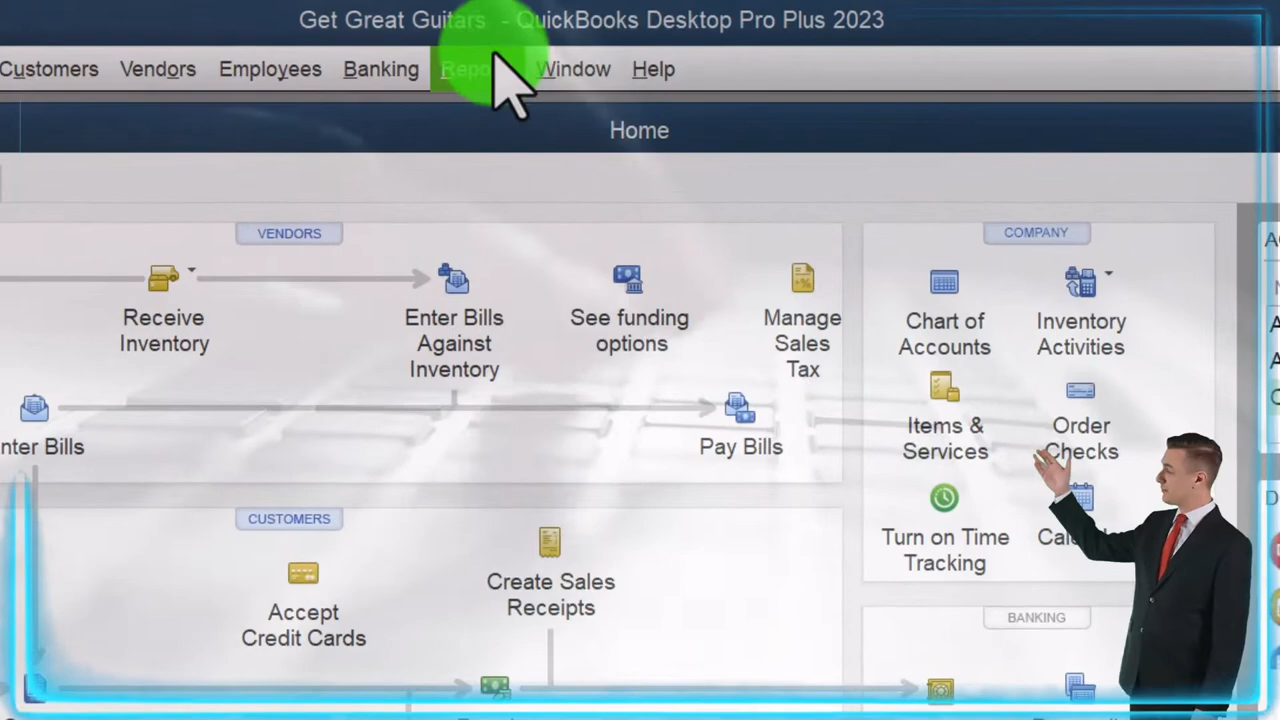 Get Great Guitars - QuickBooks Desktop Pro Plus 2023
Customers Vendors Employees Banking Window Help
Home
VENDORS
COMPANY
Receive
Inventory
Enter Bills
Against
Inventory
See funding
options
Manage
Sales
Tax
Chart of
Accounts
Inventory
Activities
nter Bills
Pay Bills
Items &
Services
Order
Checks
CUSTOMERS
Turn on Time
Tracking
Create Sales
Receipts
Accept
Credit Cards
BANKING